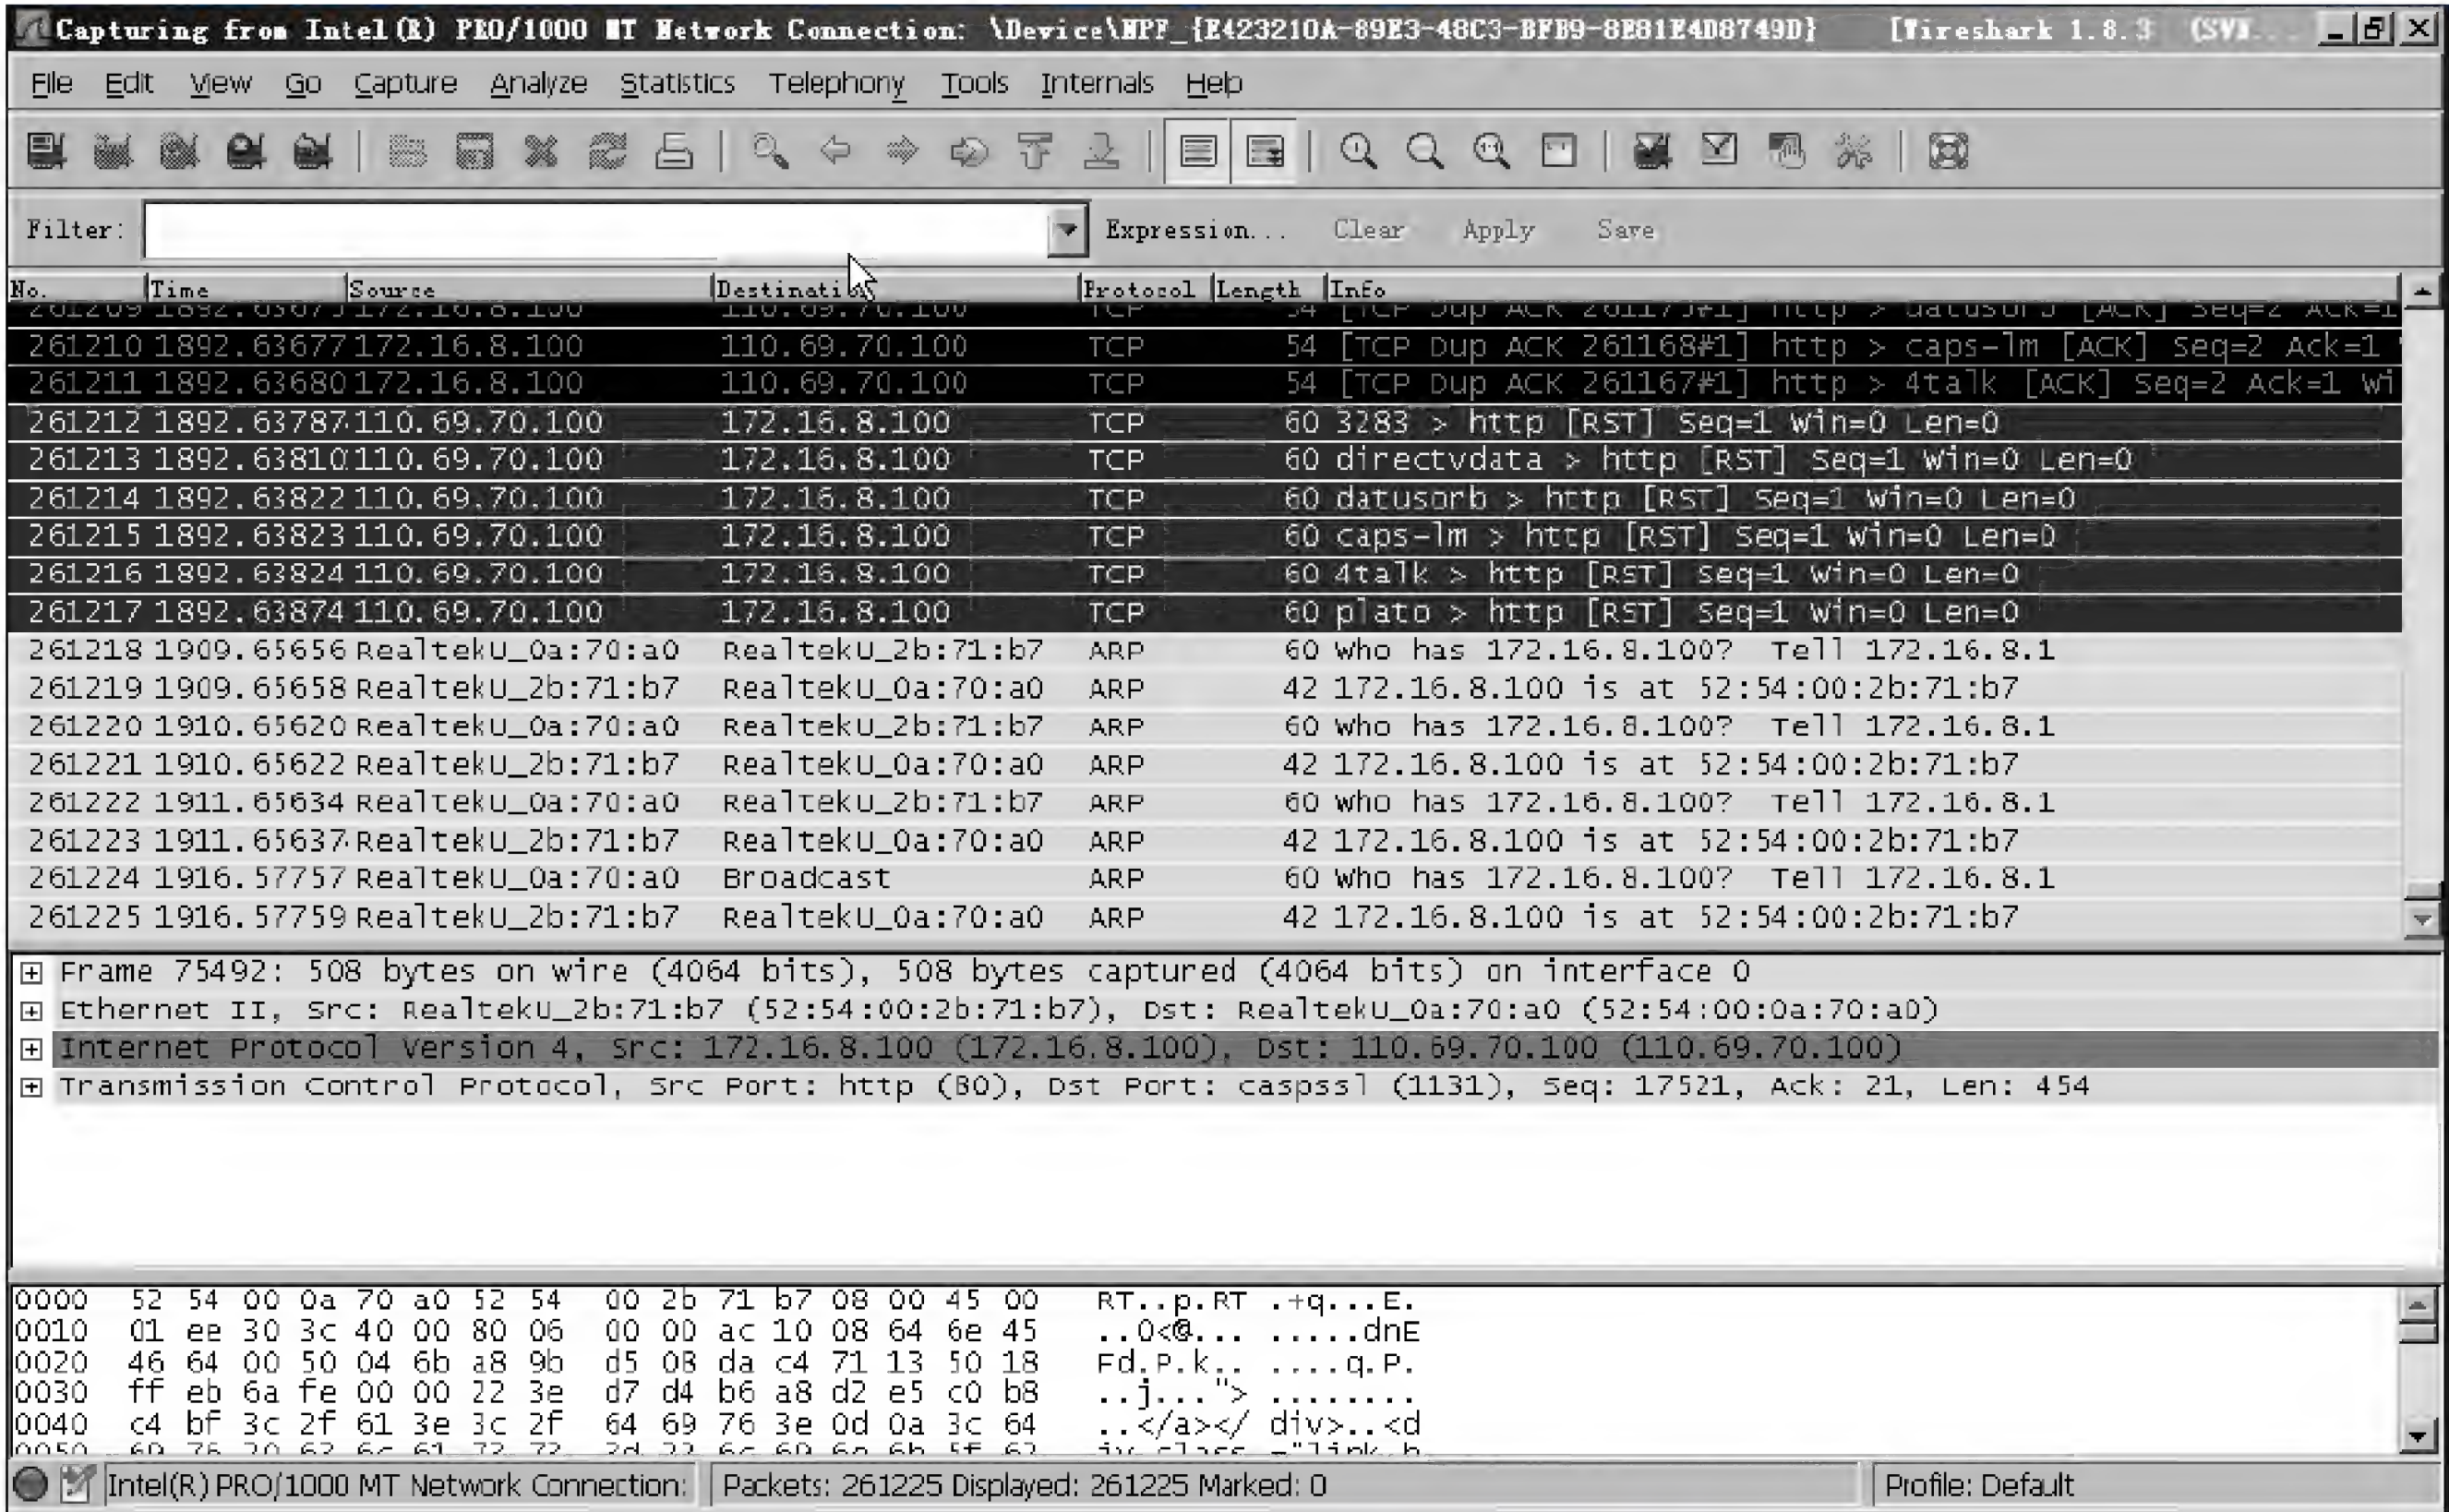 Capturing from Intel(R) PRO/1000 MT Network Connection: \Device\NPF_{E423210A-89E3-48C3-BFB9-8E81E4D8749D} [Wireshark 1.8.3 (SVN...
File Edit View Go Capture Analyze Statistics Telephony Tools Internals Help
Filter: Expression... Clear Apply Save
No. Time Source Destination Protocol Length Info
261210 1892.63677 172.16.8.100 110.69.70.100 TCP 54 [TCP Dup ACK 261168#1] http > caps-lm [ACK] Seq=2 Ack=1
261211 1892.63680 172.16.8.100 110.69.70.100 TCP 54 [TCP Dup ACK 261167#1] http > 4talk [ACK] Seq=2 Ack=1 Wi
261212 1892.63787 110.69.70.100 172.16.8.100 TCP 60 3283 > http [RST] Seq=1 Win=0 Len=0
261213 1892.63810 110.69.70.100 172.16.8.100 TCP 60 directvdata > http [RST] Seq=1 Win=0 Len=0
261214 1892.63822 110.69.70.100 172.16.8.100 TCP 60 datusorb > http [RST] Seq=1 Win=0 Len=0
261215 1892.63823 110.69.70.100 172.16.8.100 TCP 60 caps-lm > http [RST] Seq=1 Win=0 Len=0
261216 1892.63824 110.69.70.100 172.16.8.100 TCP 60 4talk > http [RST] Seq=1 Win=0 Len=0
261217 1892.63874 110.69.70.100 172.16.8.100 TCP 60 plato > http [RST] Seq=1 Win=0 Len=0
261218 1909.65656 RealtekU_0a:70:a0 RealtekU_2b:71:b7 ARP 60 Who has 172.16.8.100? Tell 172.16.8.1
261219 1909.65658 RealtekU_2b:71:b7 RealtekU_0a:70:a0 ARP 42 172.16.8.100 is at 52:54:00:2b:71:b7
261220 1910.65620 RealtekU_0a:70:a0 RealtekU_2b:71:b7 ARP 60 Who has 172.16.8.100? Tell 172.16.8.1
261221 1910.65622 RealtekU_2b:71:b7 RealtekU_0a:70:a0 ARP 42 172.16.8.100 is at 52:54:00:2b:71:b7
261222 1911.65634 RealtekU_0a:70:a0 RealtekU_2b:71:b7 ARP 60 Who has 172.16.8.100? Tell 172.16.8.1
261223 1911.65637 RealtekU_2b:71:b7 RealtekU_0a:70:a0 ARP 42 172.16.8.100 is at 52:54:00:2b:71:b7
261224 1916.57757 RealtekU_0a:70:a0 Broadcast ARP 60 Who has 172.16.8.100? Tell 172.16.8.1
261225 1916.57759 RealtekU_2b:71:b7 RealtekU_0a:70:a0 ARP 42 172.16.8.100 is at 52:54:00:2b:71:b7
Frame 75492: 508 bytes on wire (4064 bits), 508 bytes captured (4064 bits) on interface 0
Ethernet II, Src: RealtekU_2b:71:b7 (52:54:00:2b:71:b7), Dst: RealtekU_0a:70:a0 (52:54:00:0a:70:a0)
Internet Protocol Version 4, Src: 172.16.8.100 (172.16.8.100), Dst: 110.69.70.100 (110.69.70.100)
Transmission Control Protocol, Src Port: http (80), Dst Port: caspssl (1131), Seq: 17521, Ack: 21, Len: 454
0000 52 54 00 0a 70 a0 52 54 00 2b 71 b7 08 00 45 00 RT..p.RT .+q...E.
0010 01 ee 30 3c 40 00 80 06 00 00 ac 10 08 64 6e 45 ..0<@... .....dnE
0020 46 64 00 50 04 6b a8 9b d5 08 da c4 71 13 50 18 Fd.P.k.. ....q.P.
0030 ff eb 6a fe 00 00 22 3e d7 d4 b6 a8 d2 e5 c0 b8 ..j..."> ........
0040 c4 bf 3c 2f 61 3e 3c 2f 64 69 76 3e 0d 0a 3c 64 ..</a></ div>..<d
Intel(R) PRO/1000 MT Network Connection: Packets: 261225 Displayed: 261225 Marked: 0 Profile: Default